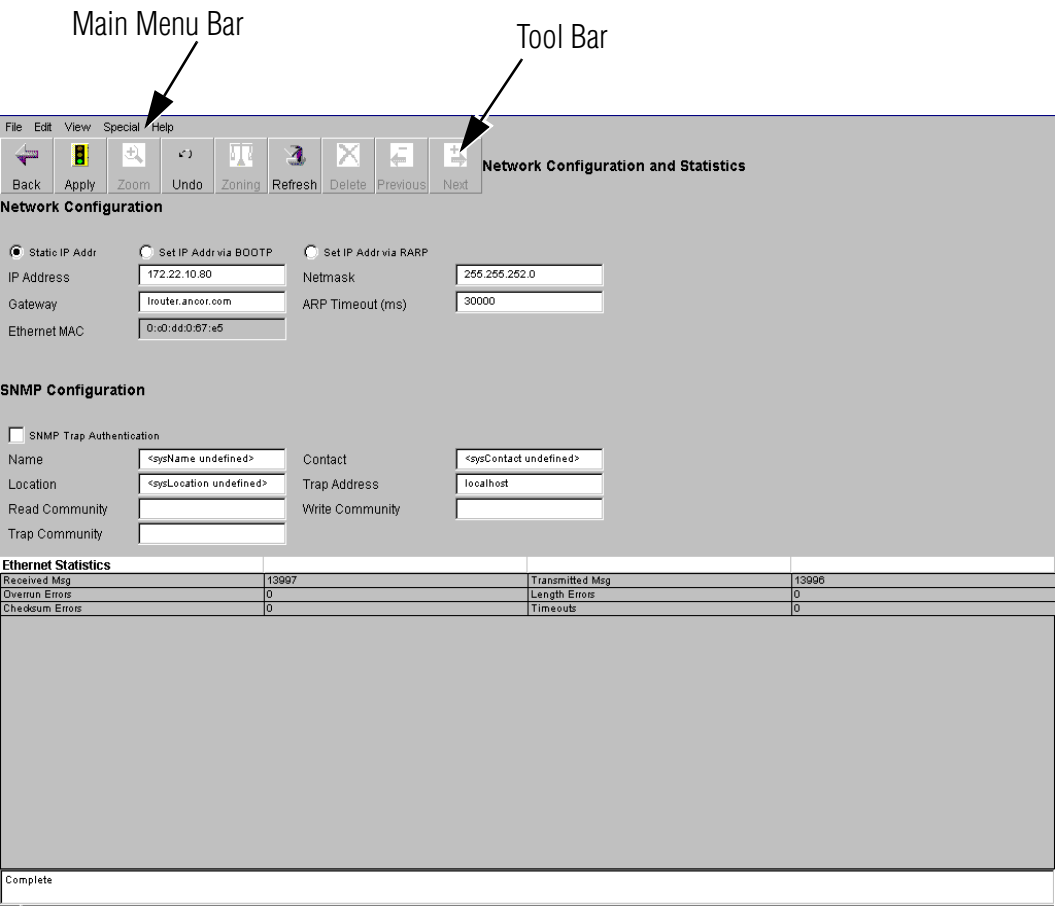 Main Menu Bar
Tool Bar
File Edit View Special Help
Back Apply Zoom Undo Zoning Refresh Delete Previous Next
Network Configuration and Statistics
Network Configuration
Static IP Addr Set IP Addr via BOOTP Set IP Addr via RARP
IP Address 172.22.10.80 Netmask 255.255.252.0
Gateway lrouter.ancor.com ARP Timeout (ms) 30000
Ethernet MAC 0:c0:dd:0:67:e5
SNMP Configuration
SNMP Trap Authentication
Name <sysName undefined> Contact <sysContact undefined>
Location <sysLocation undefined> Trap Address localhost
Read Community Write Community
Trap Community
Ethernet Statistics
Received Msg 13997 Transmitted Msg 13996
Overrun Errors 0 Length Errors 0
Checksum Errors 0 Timeouts 0
Complete